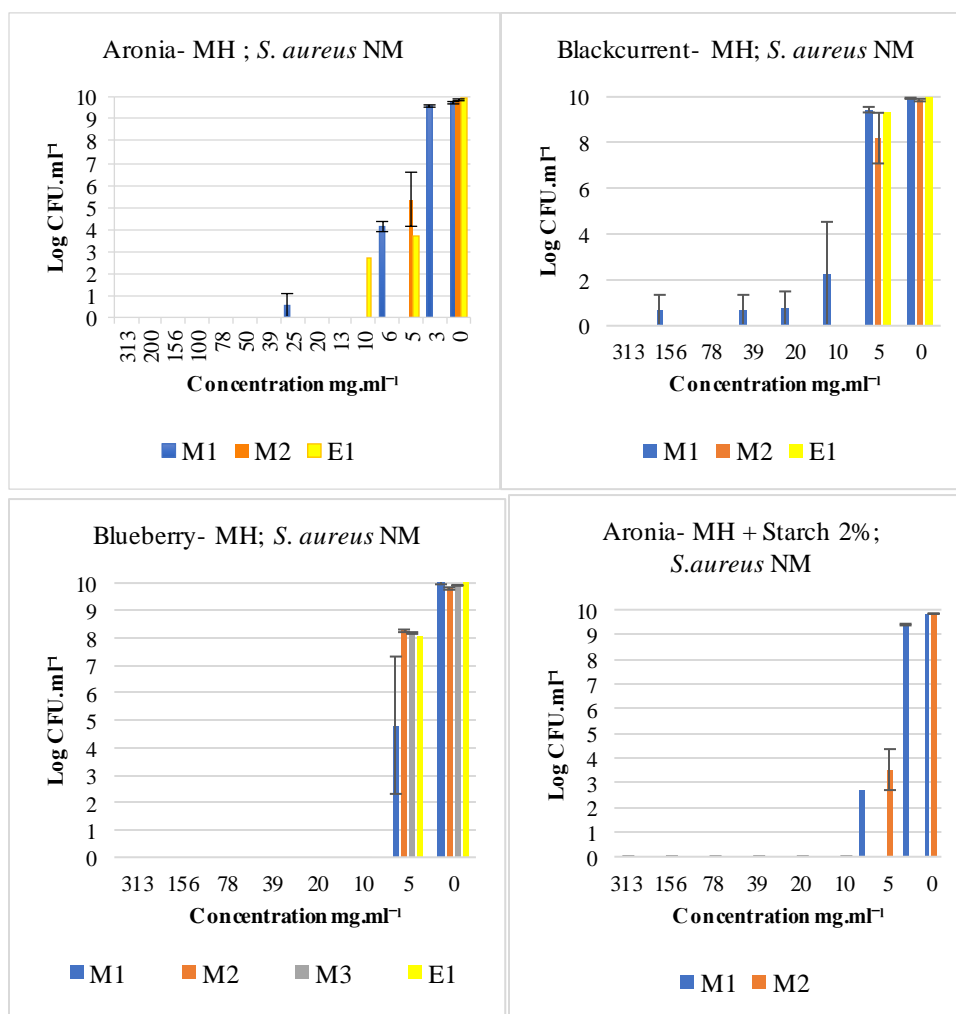 Aronia- MH ; S. aureus NM
10
9
8
7
6
5
4
3
2
1
0
Log CFU.ml⁻¹
313 200 156 100 78 50 39 25 20 13 10 6 5 3 0
Concentration mg.ml⁻¹
M1 M2 E1
Blackcurrent- MH; S. aureus NM
10
8
6
4
2
0
Log CFU.ml⁻¹
313 156 78 39 20 10 5 0
Concentration mg.ml⁻¹
M1 M2 E1
Blueberry- MH; S. aureus NM
10
9
8
7
6
5
4
3
2
1
0
Log CFU.ml⁻¹
313 156 78 39 20 10 5 0
Concentration mg.ml⁻¹
M1 M2 M3 E1
Aronia- MH + Starch 2%;
S.aureus NM
10
9
8
7
6
5
4
3
2
1
0
Log CFU.ml⁻¹
313 156 78 39 20 10 5 0
Concentration mg.ml⁻¹
M1 M2